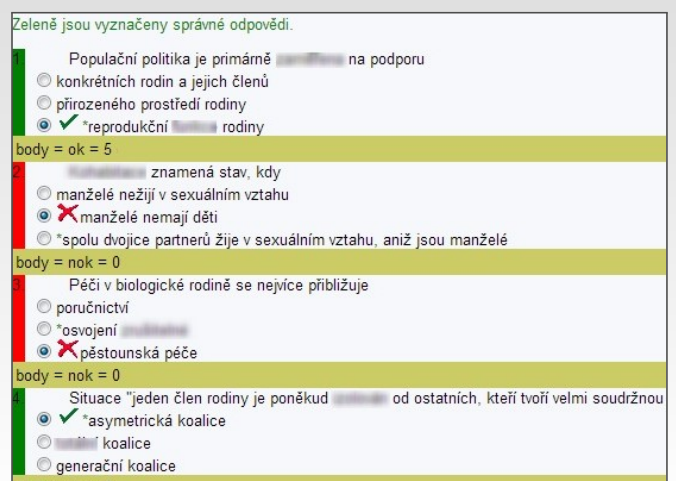 Zeleně jsou vyznačeny správné odpovědi.
1. Populační politika je primárně na podporu
konkrétních rodin a jejich členů
přirozeného prostředí rodiny
*reprodukční rodiny
body = ok = 5
2. znamená stav, kdy
manželé nežijí v sexuálním vztahu
manželé nemají děti
*spolu dvojice partnerů žije v sexuálním vztahu, aniž jsou manželé
body = nok = 0
3. Péči v biologické rodině se nejvíce přibližuje
poručnictví
*osvojení
pěstounská péče
body = nok = 0
4. Situace "jeden člen rodiny je poněkud od ostatních, kteří tvoří velmi soudržnou
*asymetrická koalice
koalice
generační koalice